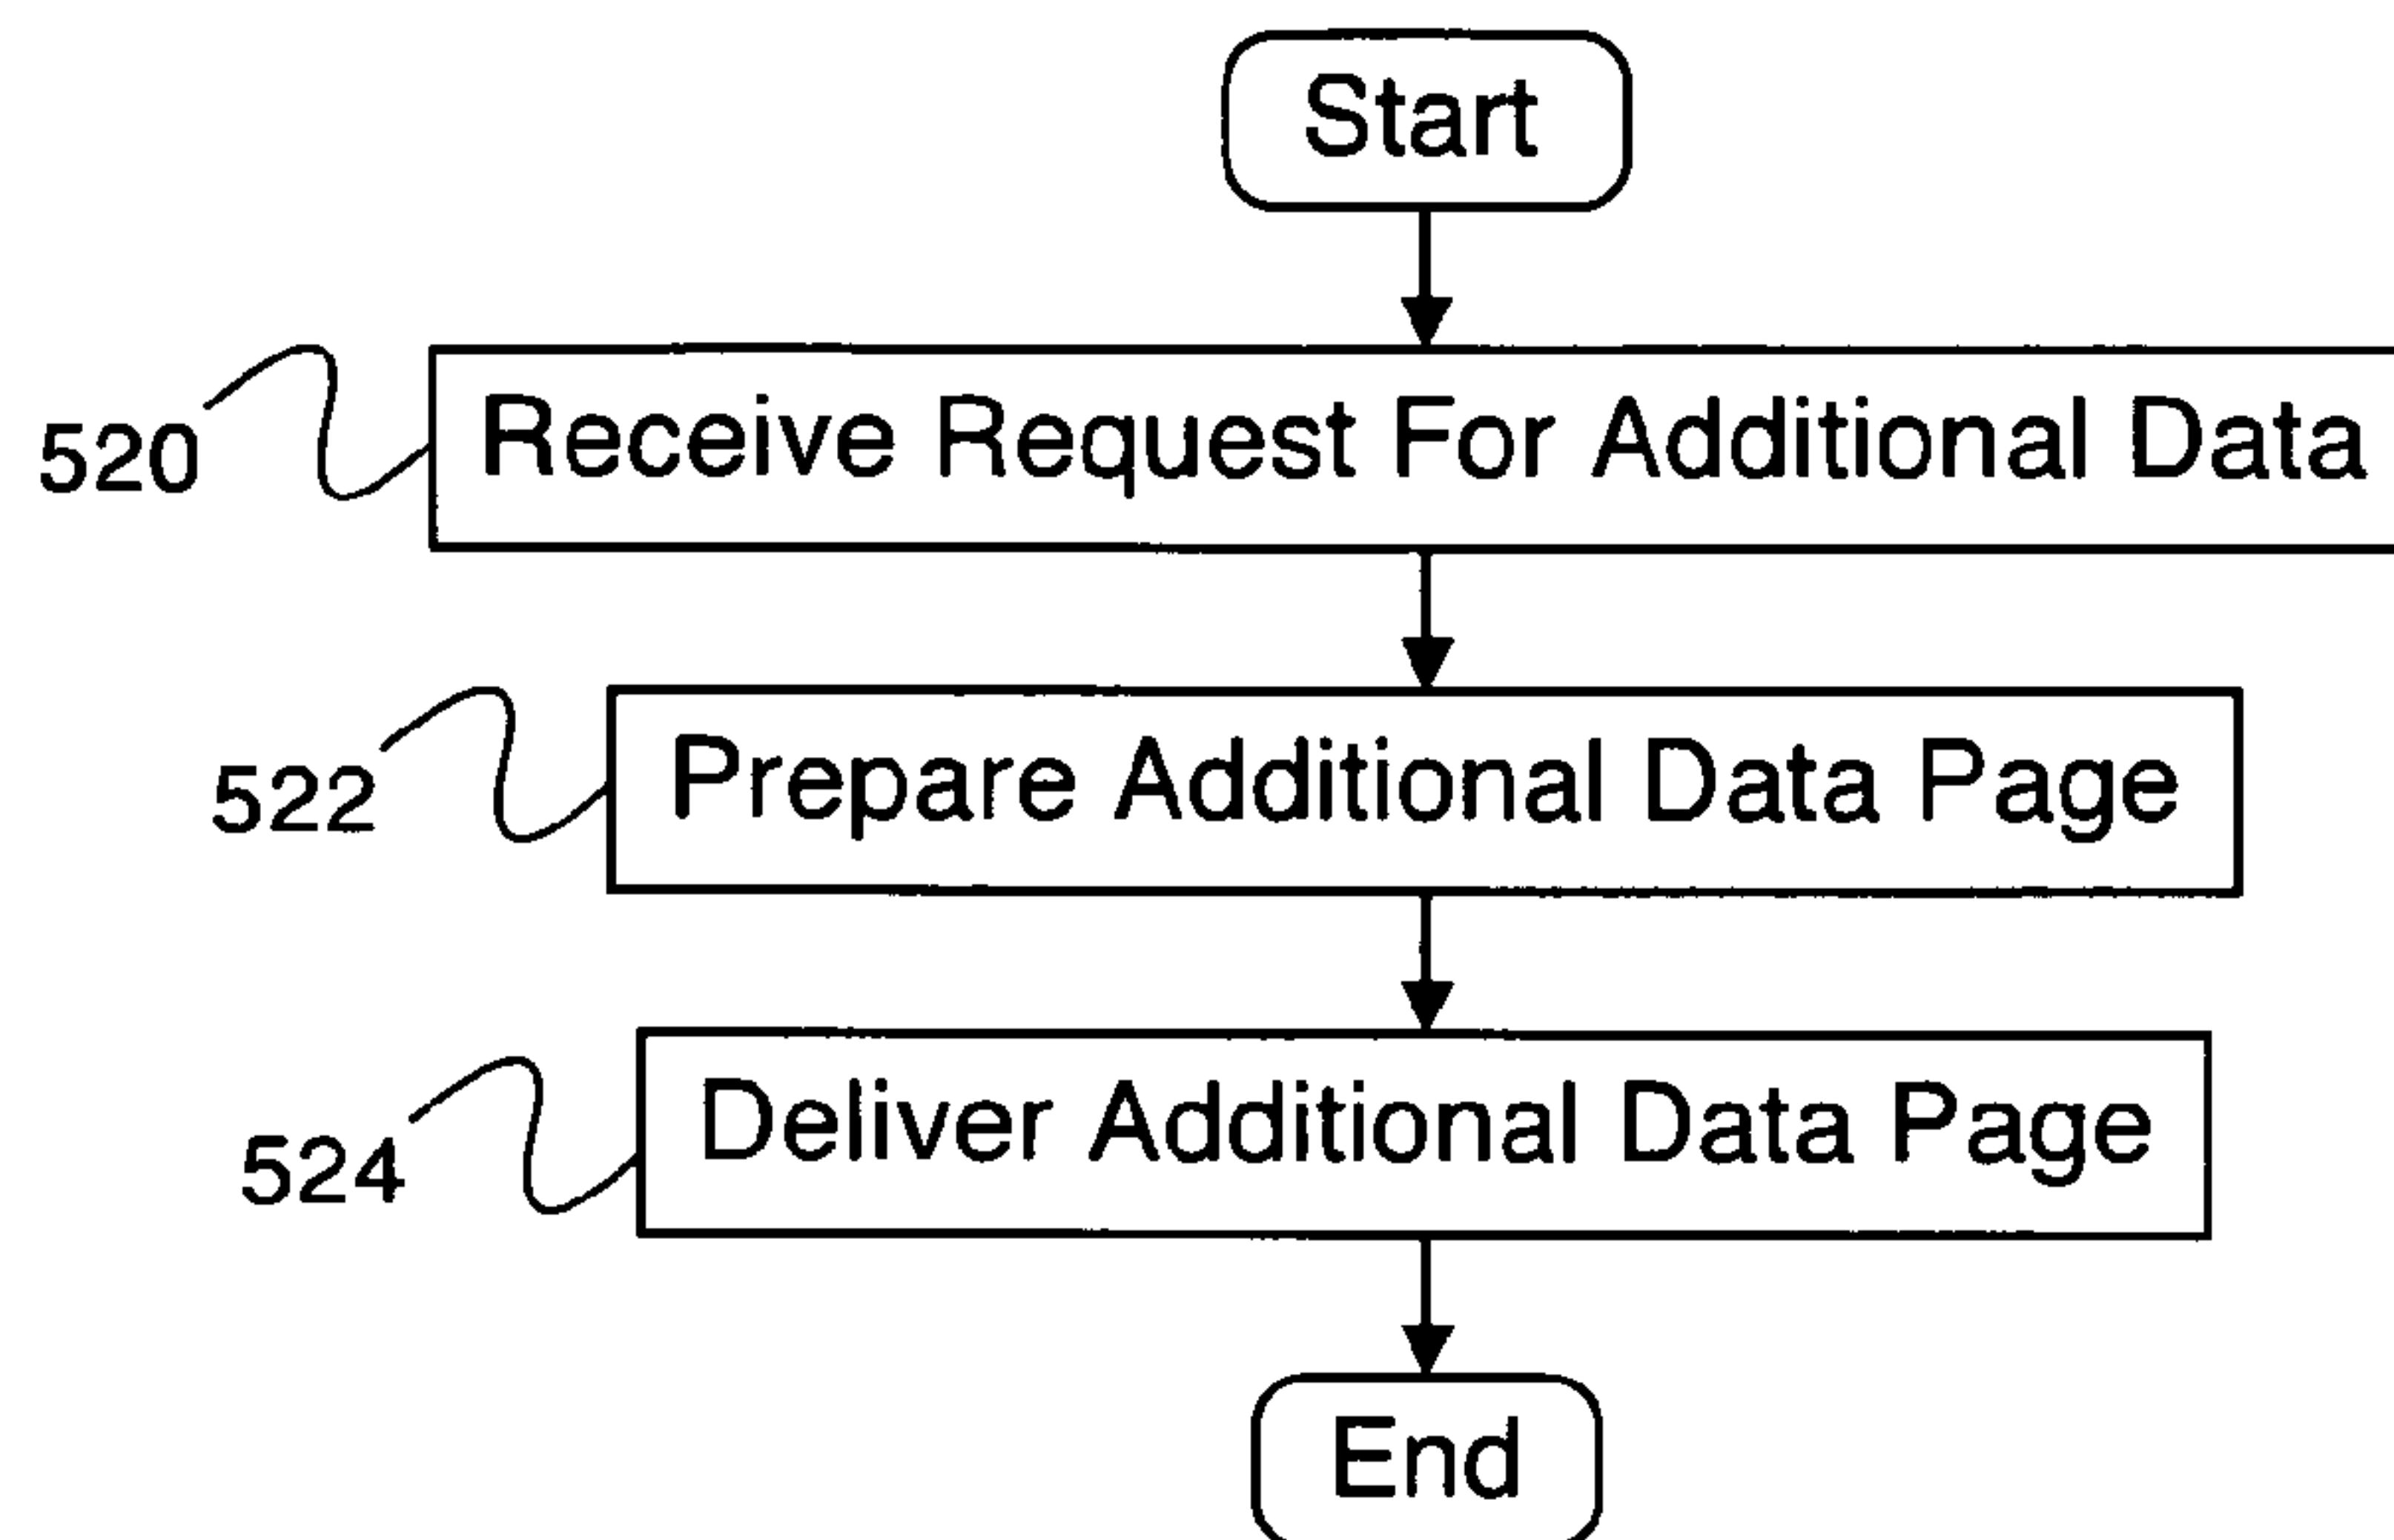 Start
520 Receive Request For Additional Data
522 Prepare Additional Data Page
524 Deliver Additional Data Page
End